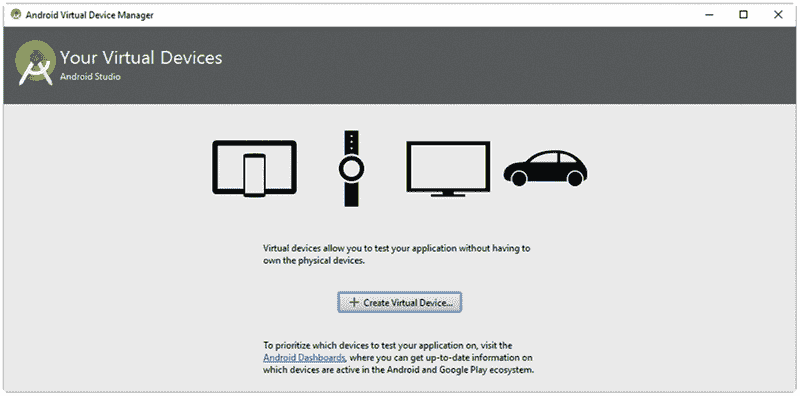 Android Virtual Device Manager
Your Virtual Devices
Android Studio
Virtual devices allow you to test your application without having to
own the physical devices.
+ Create Virtual Device...
To prioritize which devices to test your application on, visit the
Android Dashboards, where you can get up-to-date information on
which devices are active in the Android and Google Play ecosystem.